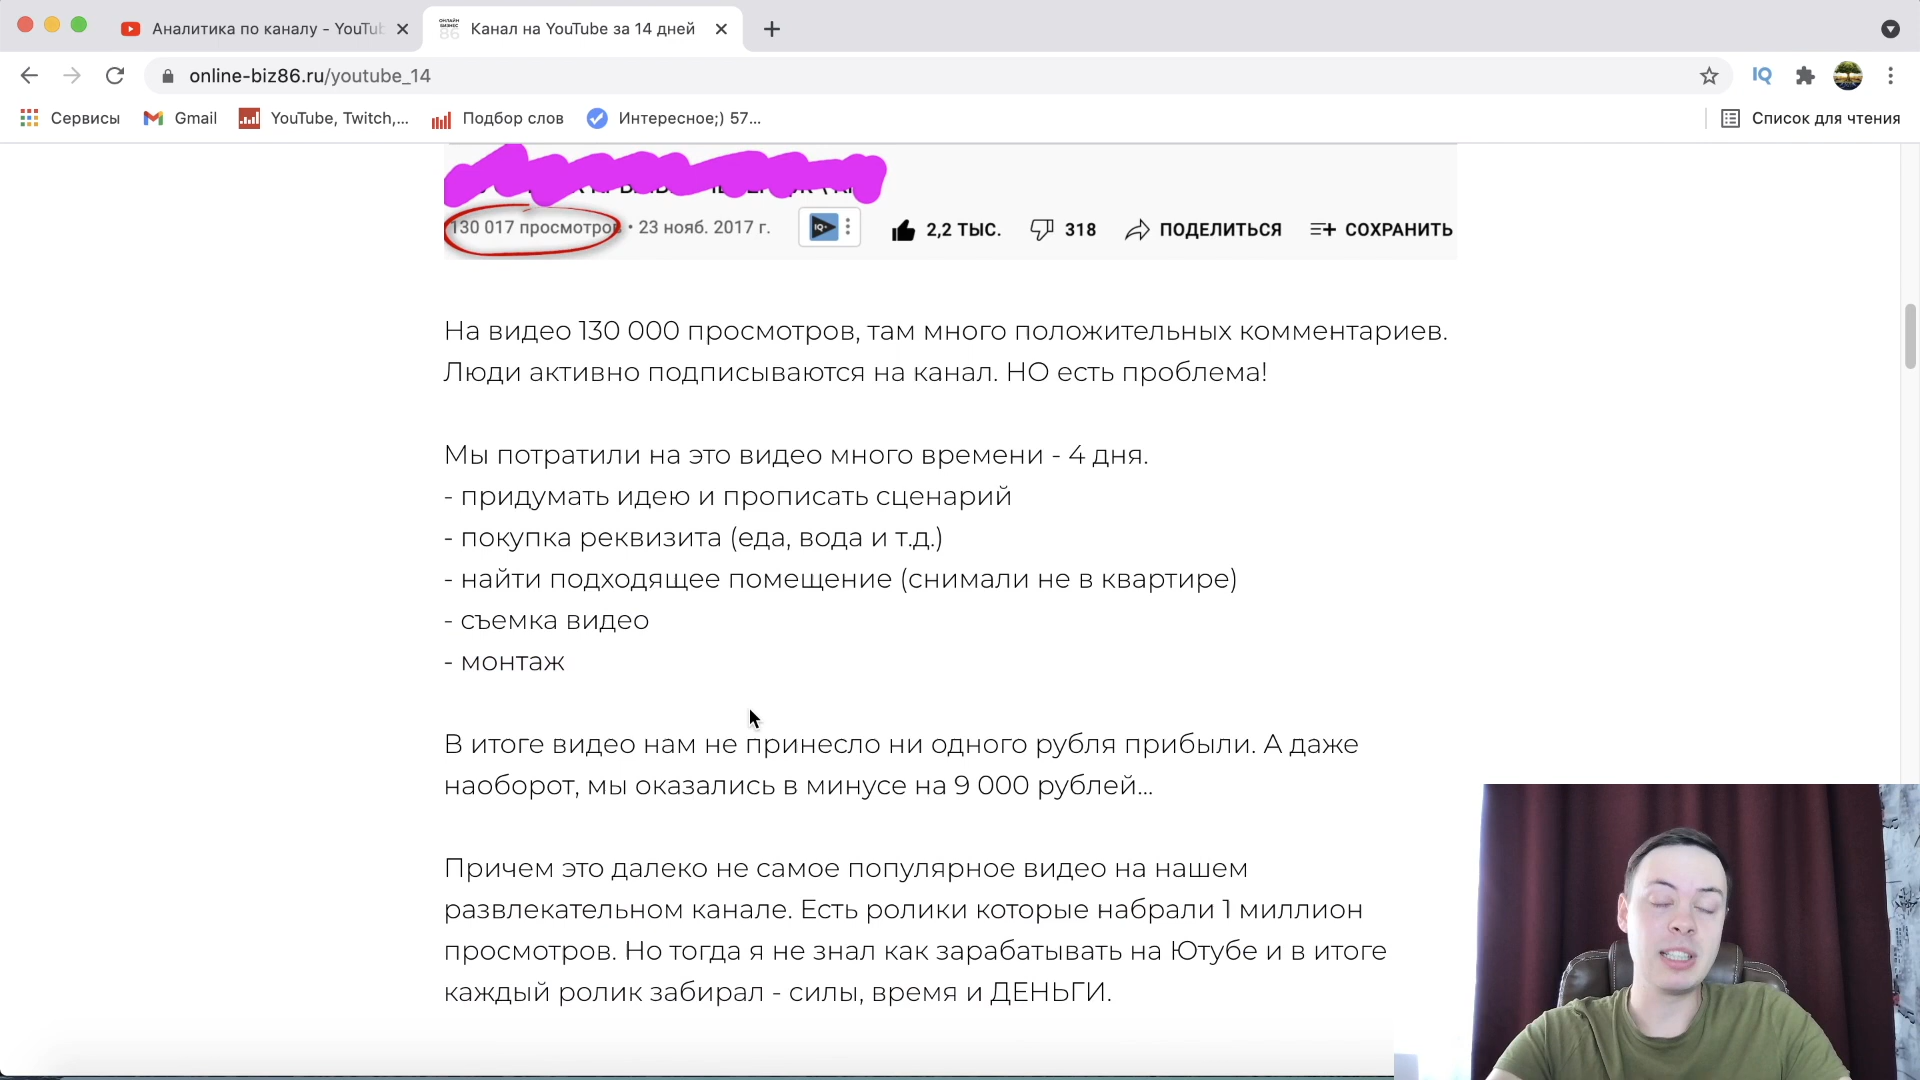 Аналитика по каналу - YouTub
ОНЛАЙН
БИЗНЕС
86
Канал на YouTube за 14 дней
online-biz86.ru/youtube_14
IQ
Сервисы
Gmail
YouTube, Twitch,...
Подбор слов
Интересное;) 57...
Список для чтения
130 017 просмотров • 23 нояб. 2017 г.
IQ
2,2 ТЫС.
318
ПОДЕЛИТЬСЯ
СОХРАНИТЬ
На видео 130 000 просмотров, там много положительных комментариев.
Люди активно подписываются на канал. НО есть проблема!
Мы потратили на это видео много времени - 4 дня.
- придумать идею и прописать сценарий
- покупка реквизита (еда, вода и т.д.)
- найти подходящее помещение (снимали не в квартире)
- съемка видео
- монтаж
В итоге видео нам не принесло ни одного рубля прибыли. А даже
наоборот, мы оказались в минусе на 9 000 рублей...
Причем это далеко не самое популярное видео на нашем
развлекательном канале. Есть ролики которые набрали 1 миллион
просмотров. Но тогда я не знал как зарабатывать на Ютубе и в итоге
каждый ролик забирал - силы, время и ДЕНЬГИ.